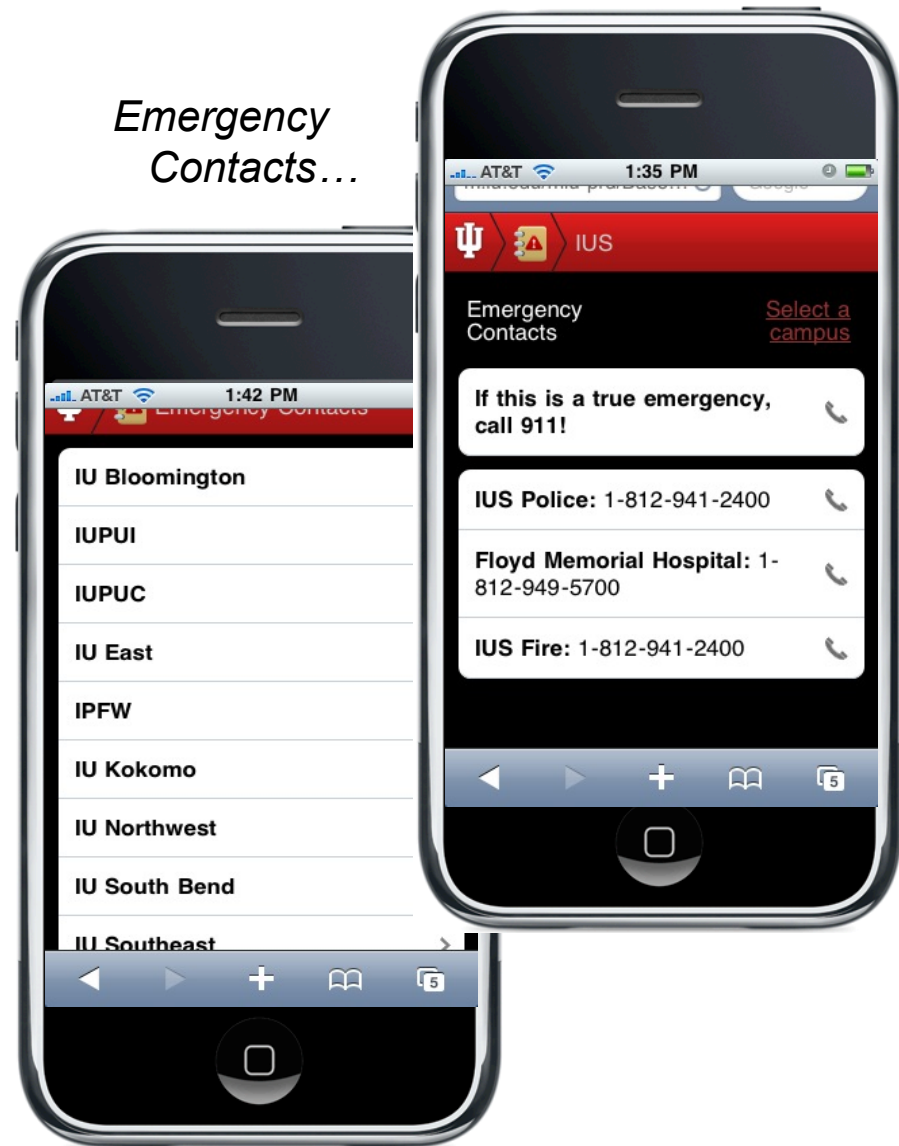 Emergency
Contacts…
AT&T
1:42 PM
Emergency Contacts
IU Bloomington
IUPUI
IUPUC
IU East
IPFW
IU Kokomo
IU Northwest
IU South Bend
IU Southeast
5
AT&T
1:35 PM
Google
IUS
Emergency
Contacts
Select a
campus
If this is a true emergency,
call 911!
IUS Police: 1-812-941-2400
Floyd Memorial Hospital: 1-
812-949-5700
IUS Fire: 1-812-941-2400
5